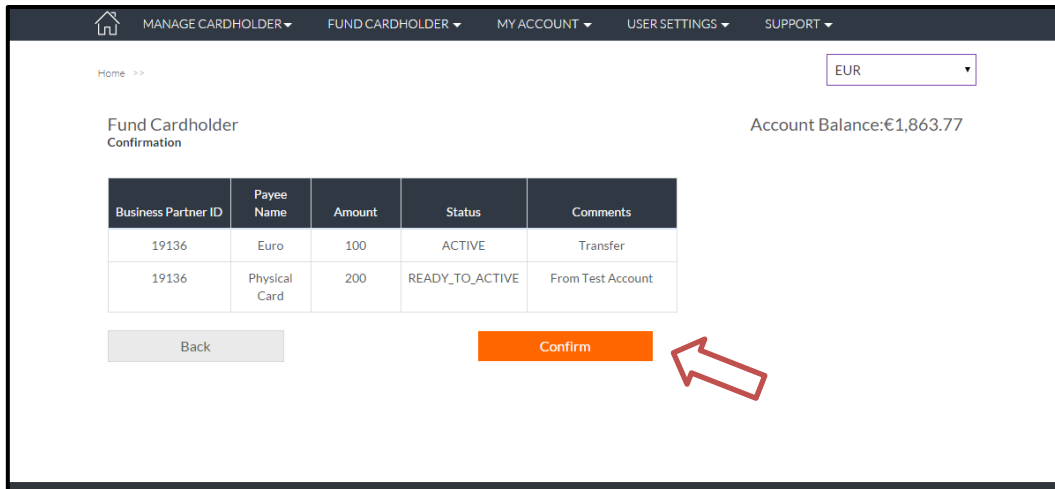 MANAGE CARDHOLDER FUND CARDHOLDER MY ACCOUNT USER SETTINGS SUPPORT
Home >>
EUR
Fund Cardholder
Account Balance:€1,863.77
Confirmation
Business Partner ID Payee Name Amount Status Comments
19136 Euro 100 ACTIVE Transfer
19136 Physical Card 200 READY_TO_ACTIVE From Test Account
Back Confirm